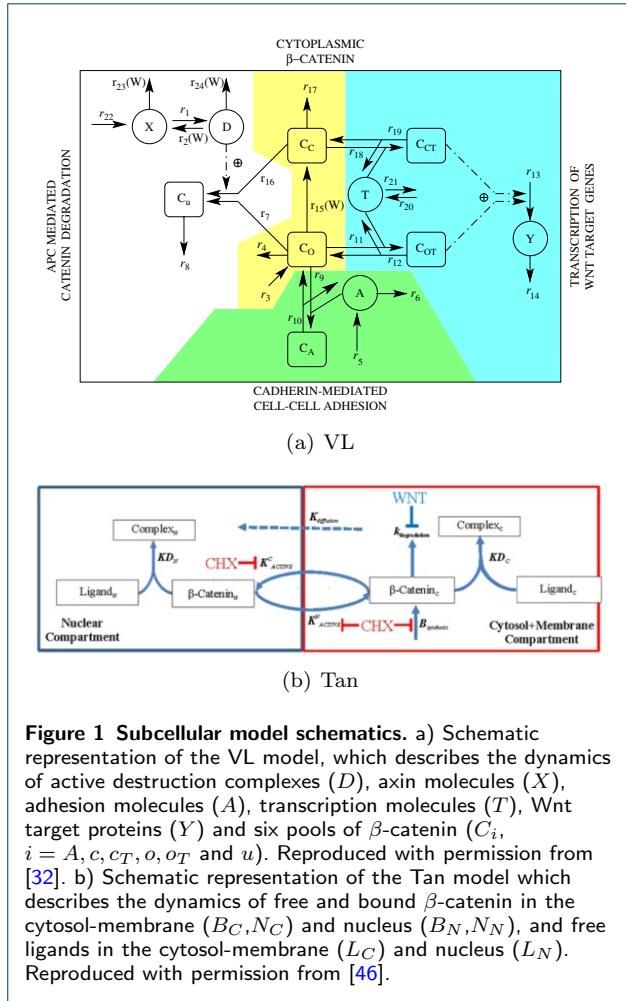 CYTOPLASMIC
β–CATENIN
APC MEDIATED
CATENIN DEGRADATION
r23(W)
r24(W)
r22
X
r1
r2(W)
D
⊕
r17
CC
r19
r18
CCT
r16
Cu
r7
r8
r15(W)
T
r21
r20
r13
⊕
Y
r14
r4
CO
r3
r11
r12
COT
r9
r10
A
r6
r5
CA
TRANSCRIPTION OF
WNT TARGET GENES
CADHERIN-MEDIATED
CELL-CELL ADHESION
(a) VL
WNT
ComplexN
Kdiffusion
kdegradation
ComplexC
KDN
CHX
KCACTIVE
KDC
LigandN
β-CateninN
β-CateninC
LigandC
Nuclear
Compartment
KNACTIVE
CHX
Bsynthesis
Cytosol+Membrane
Compartment
(b) Tan
Figure 1 Subcellular model schematics. a) Schematic
representation of the VL model, which describes the dynamics
of active destruction complexes (D), axin molecules (X),
adhesion molecules (A), transcription molecules (T), Wnt
target proteins (Y) and six pools of β-catenin (Ci,
i = A, c, cT, o, oT and u). Reproduced with permission from
[32]. b) Schematic representation of the Tan model which
describes the dynamics of free and bound β-catenin in the
cytosol-membrane (BC,NC) and nucleus (BN,NN), and free
ligands in the cytosol-membrane (LC) and nucleus (LN).
Reproduced with permission from [46].